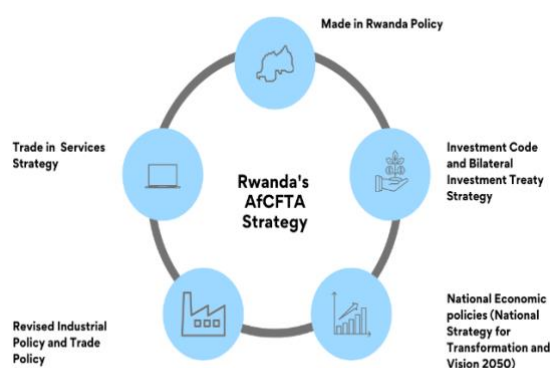 Made in Rwanda Policy
Trade in Services
Strategy
Investment Code
and Bilateral
Investment Treaty
Strategy
Rwanda's
AfCFTA
Strategy
Revised Industrial
Policy and Trade
Policy
National Economic
policies (National
Strategy for
Transformation and
Vision 2050)